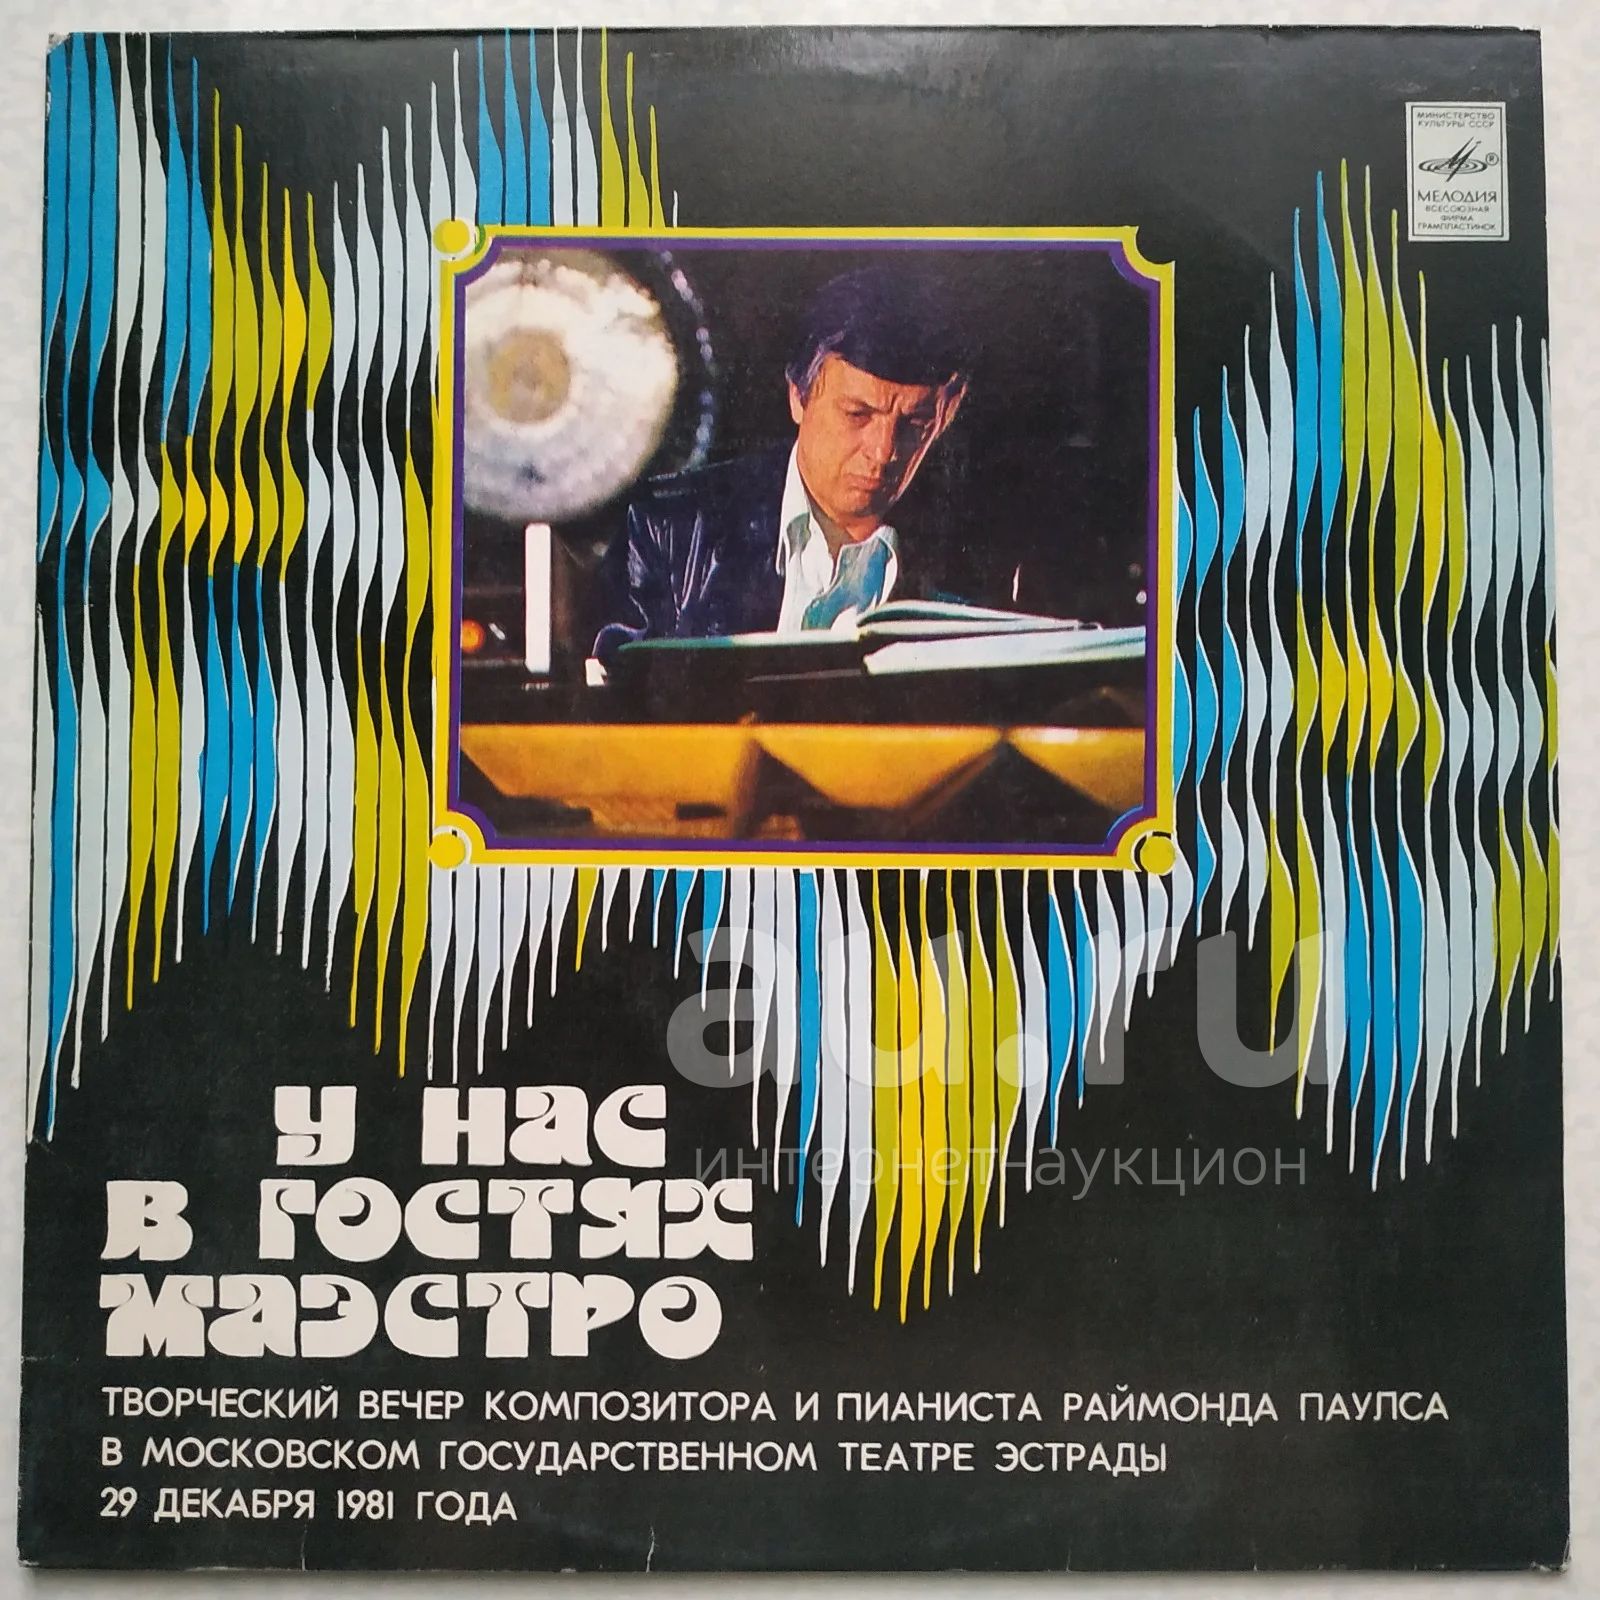 МИНИСТЕРСТВО
КУЛЬТУРЫ СССР
®
МЕЛОДИЯ
ВСЕСОЮЗНАЯ
ФИРМА
ГРАМПЛАСТИНОК
au.ru
интернет-аукцион
У НАС
В ГОСТЯХ
МАЭСТРО
ТВОРЧЕСКИЙ ВЕЧЕР КОМПОЗИТОРА И ПИАНИСТА РАЙМОНДА ПАУЛСА
В МОСКОВСКОМ ГОСУДАРСТВЕННОМ ТЕАТРЕ ЭСТРАДЫ
29 ДЕКАБРЯ 1981 ГОДА